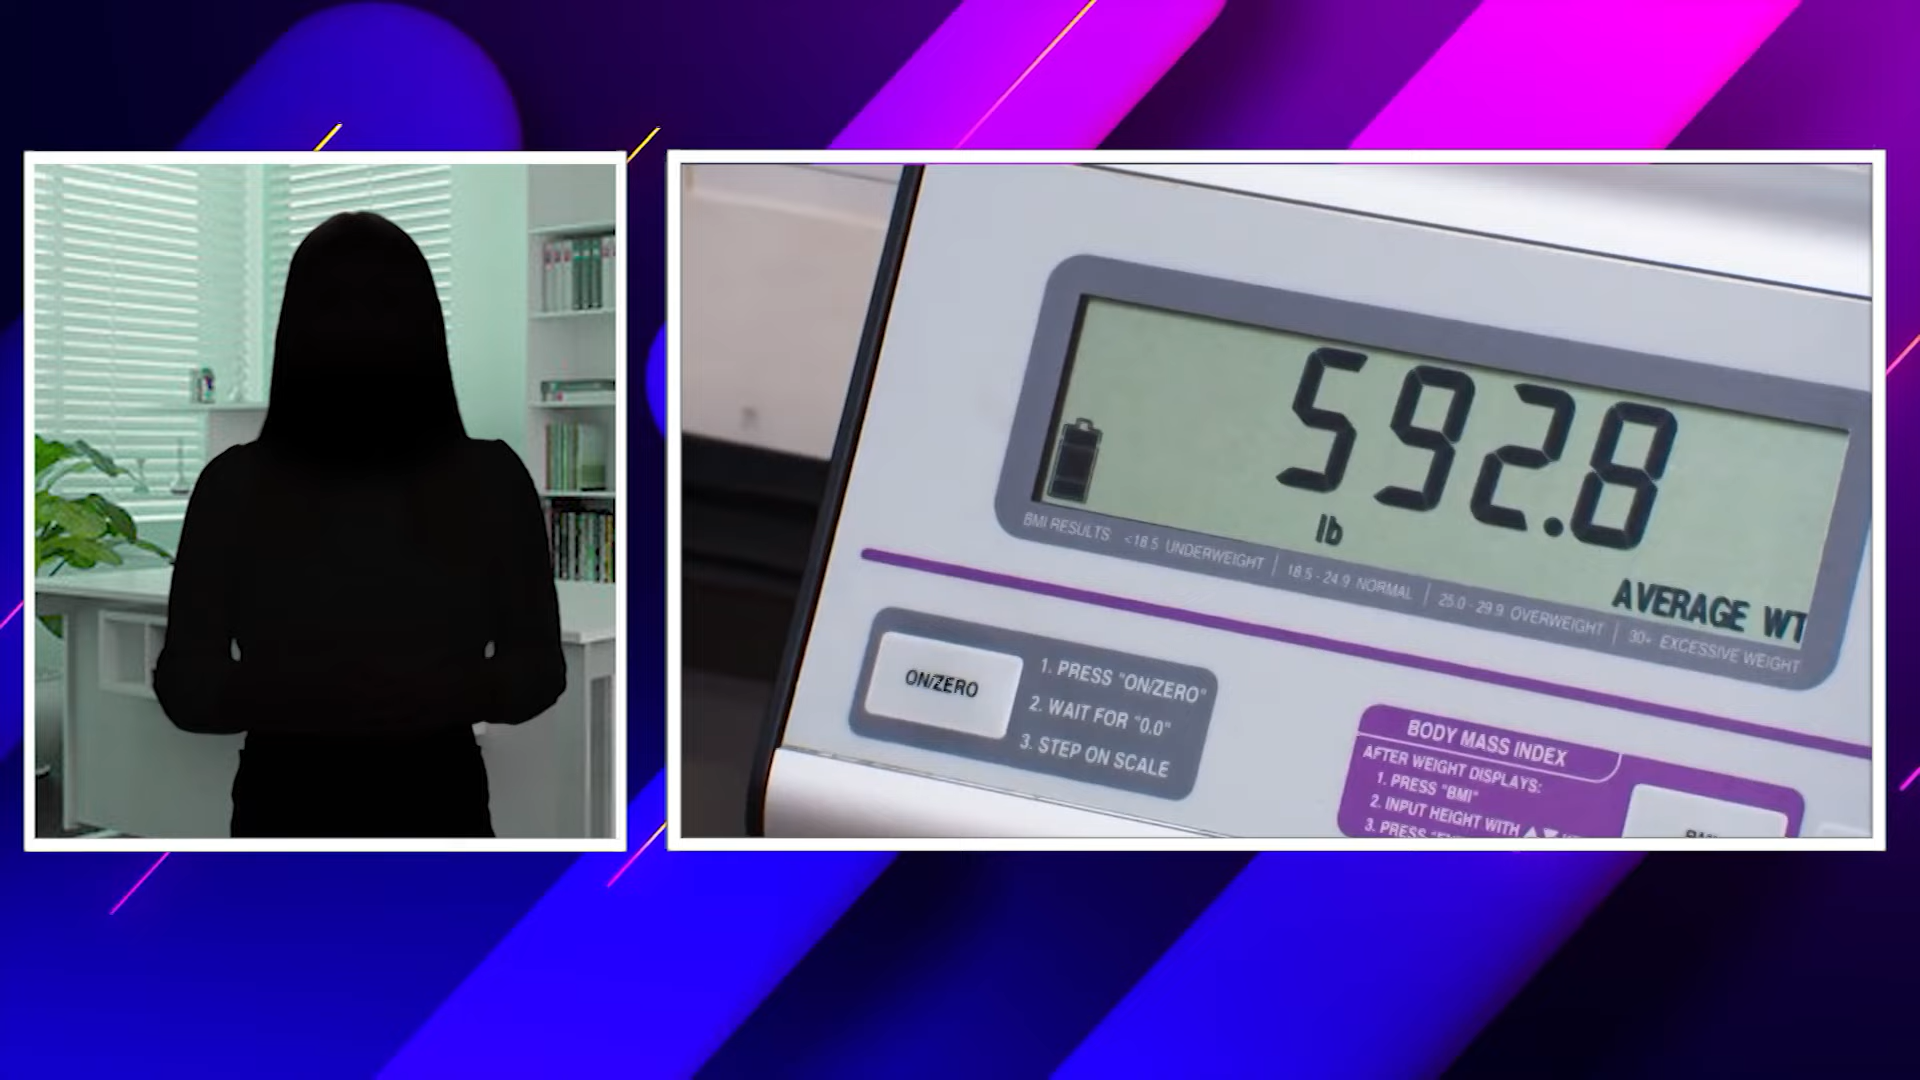 592.8
lb
AVERAGE WT
BMI RESULTS <18.5 UNDERWEIGHT | 18.5 - 24.9 NORMAL | 25.0 - 29.9 OVERWEIGHT | 30+ EXCESSIVE WEIGHT
ON/ZERO
1. PRESS "ON/ZERO"
2. WAIT FOR "0.0"
3. STEP ON SCALE
BODY MASS INDEX
AFTER WEIGHT DISPLAYS:
1. PRESS "BMI"
2. INPUT HEIGHT WITH ▲▼
3. PRESS